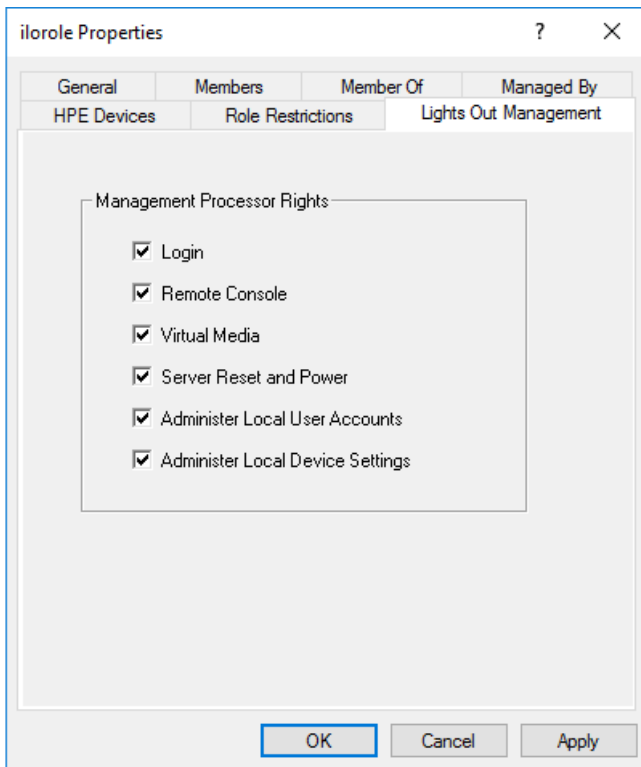 ilorole Properties ?
General Members Member Of Managed By
HPE Devices Role Restrictions Lights Out Management
Management Processor Rights
Login
Remote Console
Virtual Media
Server Reset and Power
Administer Local User Accounts
Administer Local Device Settings
OK Cancel Apply